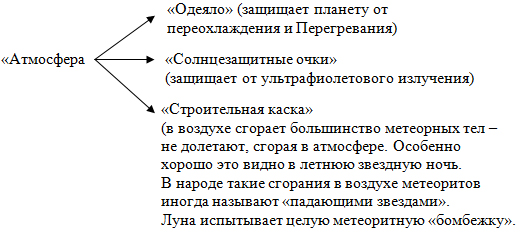 «Одеяло» (защищает планету от
переохлаждения и Перегревания)
«Атмосфера
«Солнцезащитные очки»
(защищает от ультрафиолетового излучения)
«Строительная каска»
(в воздухе сгорает большинство метеорных тел –
не долетают, сгорая в атмосфере. Особенно
хорошо это видно в летнюю звездную ночь.
В народе такие сгорания в воздухе метеоритов
иногда называют «падающими звездами».
Луна испытывает целую метеоритную «бомбежку».